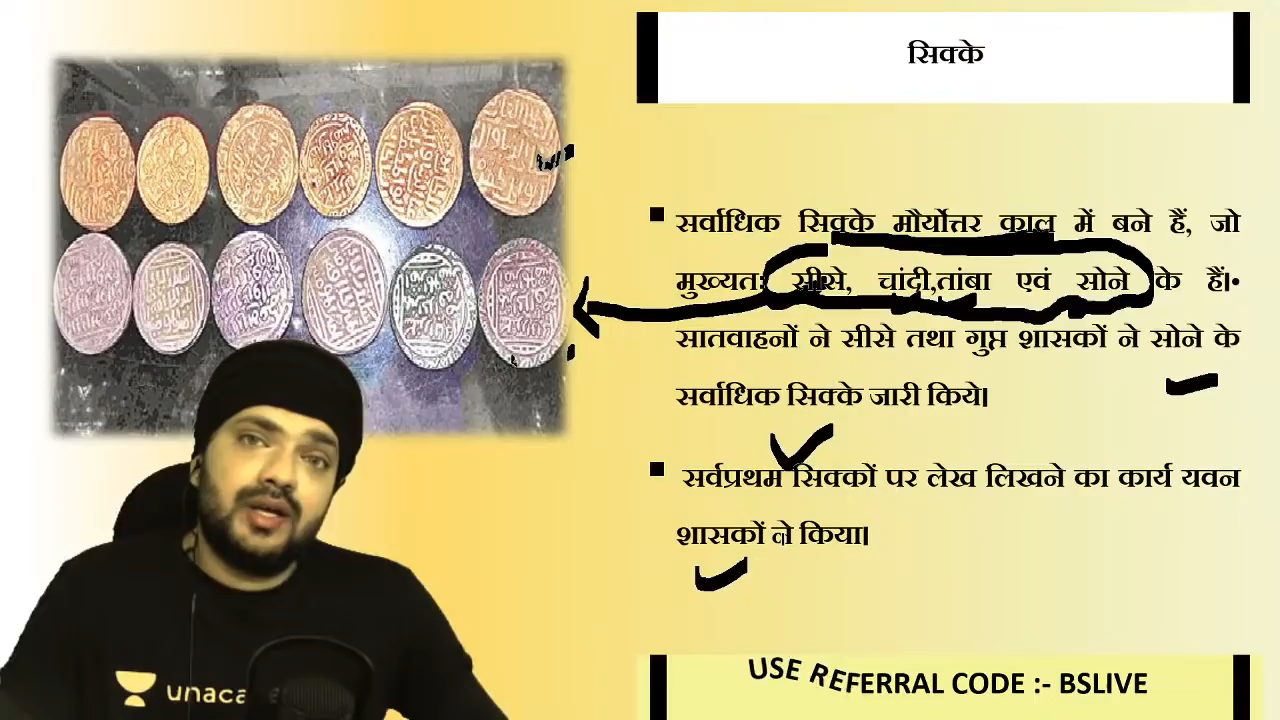 सिक्के
सर्वाधिक सिक्के मौर्योत्तर काल में बने हैं, जो
मुख्यतः सीसे, चांदी,तांबा एवं सोने के हैं।•
सातवाहनों ने सीसे तथा गुप्त शासकों ने सोने के
सर्वाधिक सिक्के जारी किये।
सर्वप्रथम सिक्कों पर लेख लिखने का कार्य यवन
शासकों ने किया।
USE REFERRAL CODE :- BSLIVE